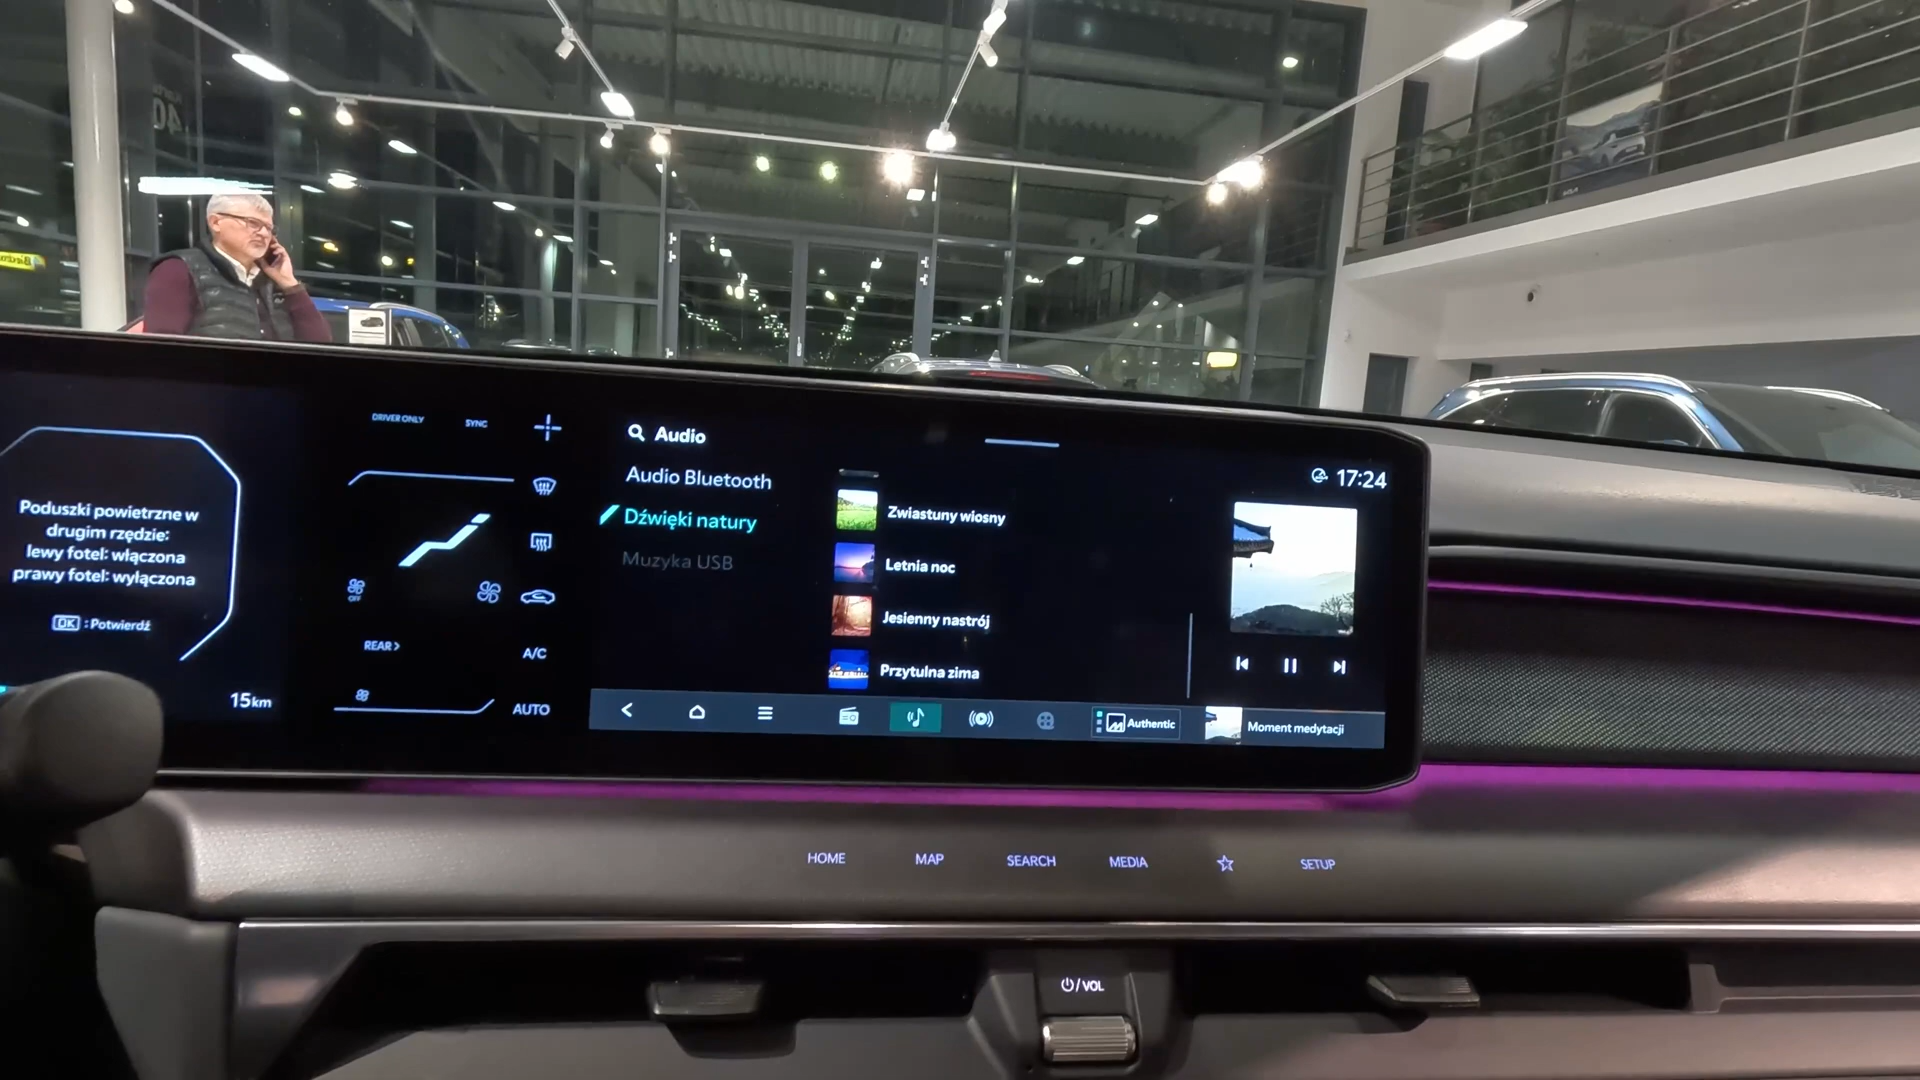 Poduszki powietrzne w
drugim rzędzie:
lewy fotel: włączona
prawy fotel: wyłączona
OK : Potwierdź
15km
DRIVER ONLY
SYNC
OFF
REAR >
A/C
AUTO
Audio
Audio Bluetooth
Dźwięki natury
Muzyka USB
Zwiastuny wiosny
Letnia noc
Jesienny nastrój
Przytulna zima
17:24
Authentic
Moment medytacji
HOME
MAP
SEARCH
MEDIA
SETUP
/ VOL